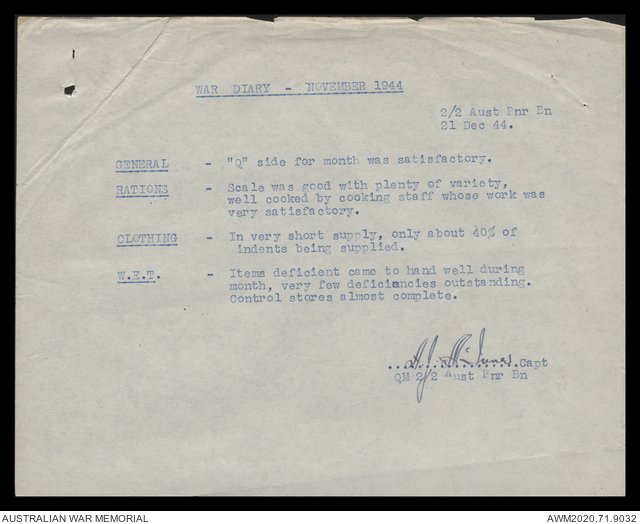 WAR DIARY - NOVEMBER 1944
2/2 Aust Pnr Bn
21 Dec 44.
GENERAL - "Q" side for month was satisfactory.
RATIONS - Scale was good with plenty of variety,
well cooked by cooking staff whose work was
very satisfactory.
CLOTHING - In very short supply, only about 40% of
indents being supplied.
W.E.T. - Items deficient came to hand well during
month, very few deficiencies outstanding.
Control stores almost complete.
Capt
QM 2/2 Aust Pnr Bn
AUSTRALIAN WAR MEMORIAL
AWM2020.71.9032